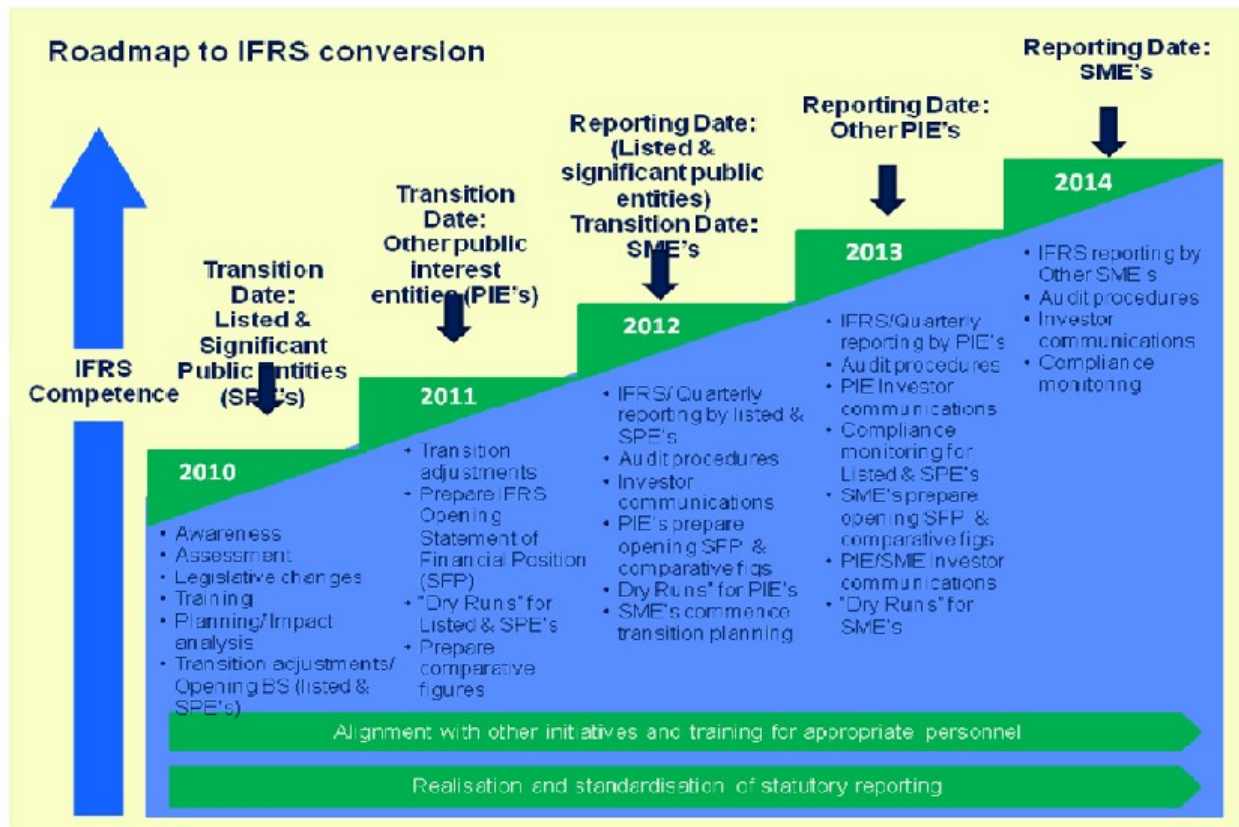 Roadmap to IFRS conversion
IFRS
Competence
Transition
Date:
Listed &
Significant
Public Entities
(SPE's)
2010
• Awareness
• Assessment
• Legislative changes
• Training
• Planning/Impact
analysis
• Transition adjustments/
Opening BS (listed &
SPE's)
Transition
Date:
Other public
interest
entities (PIE's)
2011
• Transition
adjustments
• Prepare IFRS
Opening
Statement of
Financial Position
(SFP)
• "Dry Runs" for
Listed & SPE's
• Prepare
comparative
figures
Reporting Date:
(Listed &
significant public
entities)
Transition Date:
SME's
2012
• IFRS/ Quarterly
reporting by listed &
SPE's
• Audit procedures
• Investor
communications
• PIE's prepare
opening SFP &
comparative figs
• Dry Runs" for PIE's
• SME's commence
transition planning
Reporting Date:
Other PIE's
2013
• IFRS/Quarterly
reporting by PIE's
• Audit procedures
• PIE Investor
communications
• Compliance
monitoring for
Listed & SPE's
• SME's prepare
opening SFP &
comparative figs
• PIE/SME Investor
communications
• "Dry Runs" for
SME's
Reporting Date:
SME's
2014
• IFRS reporting by
Other SME's
• Audit procedures
• Investor
communications
• Compliance
monitoring
Alignment with other initiatives and training for appropriate personnel
Realisation and standardisation of statutory reporting